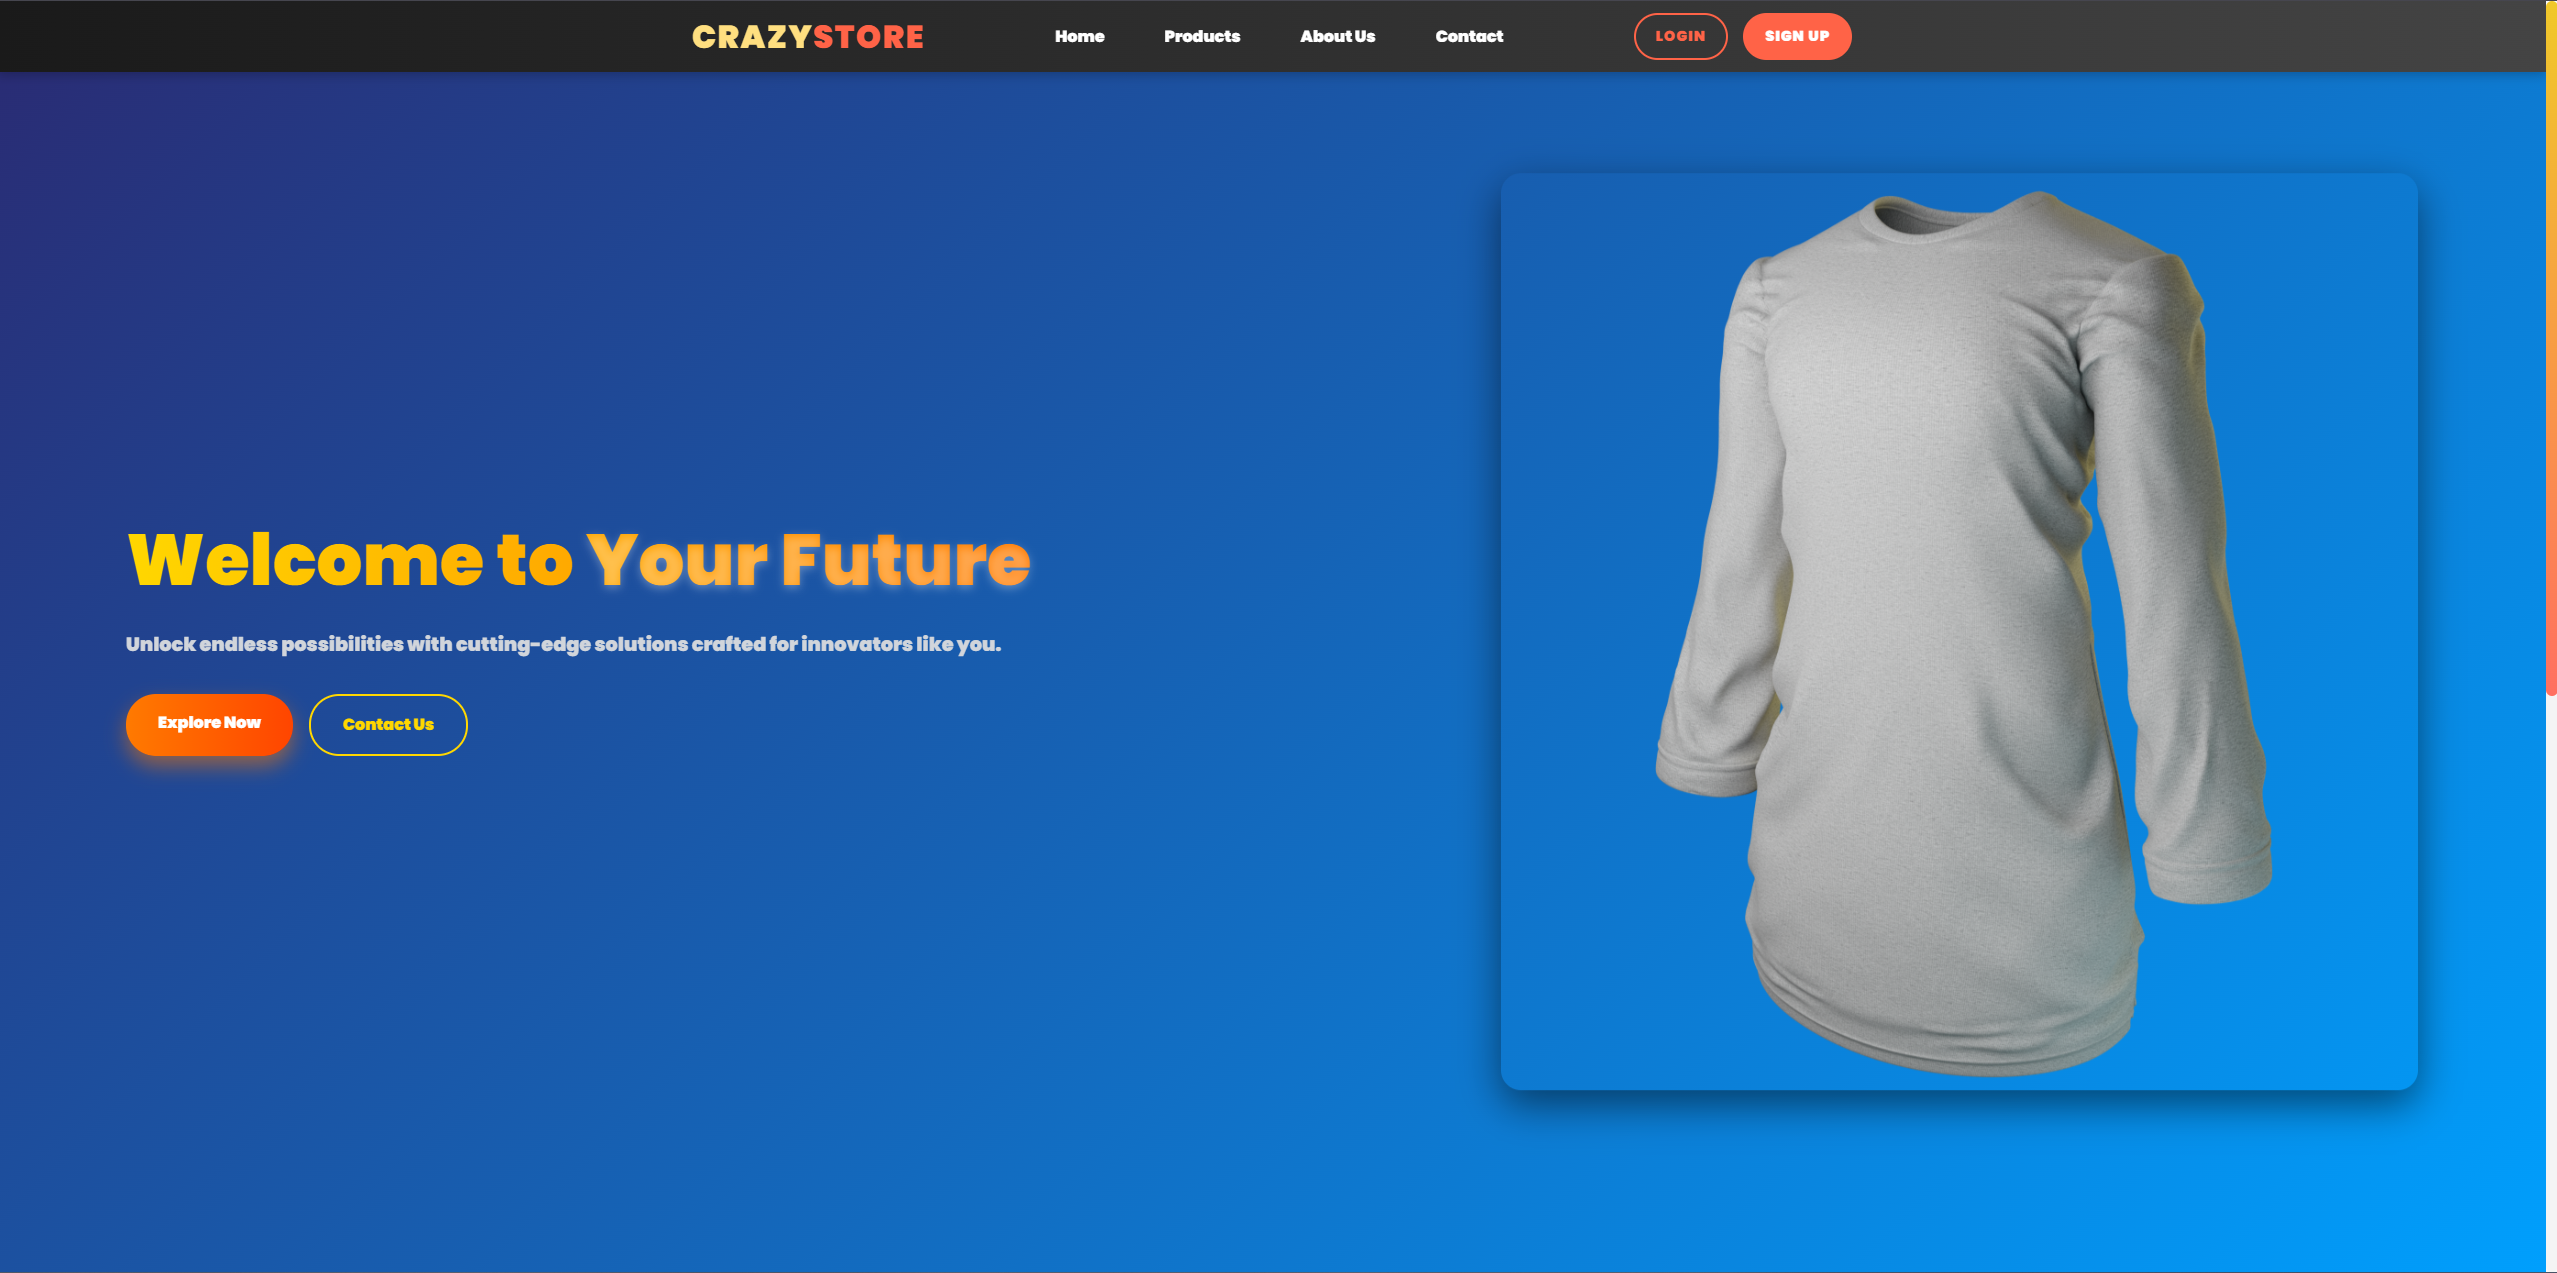 CRAZYSTORE
Home
Products
About Us
Contact
LOGIN
SIGN UP
Welcome to Your Future
Unlock endless possibilities with cutting-edge solutions crafted for innovators like you.
Explore Now
Contact Us